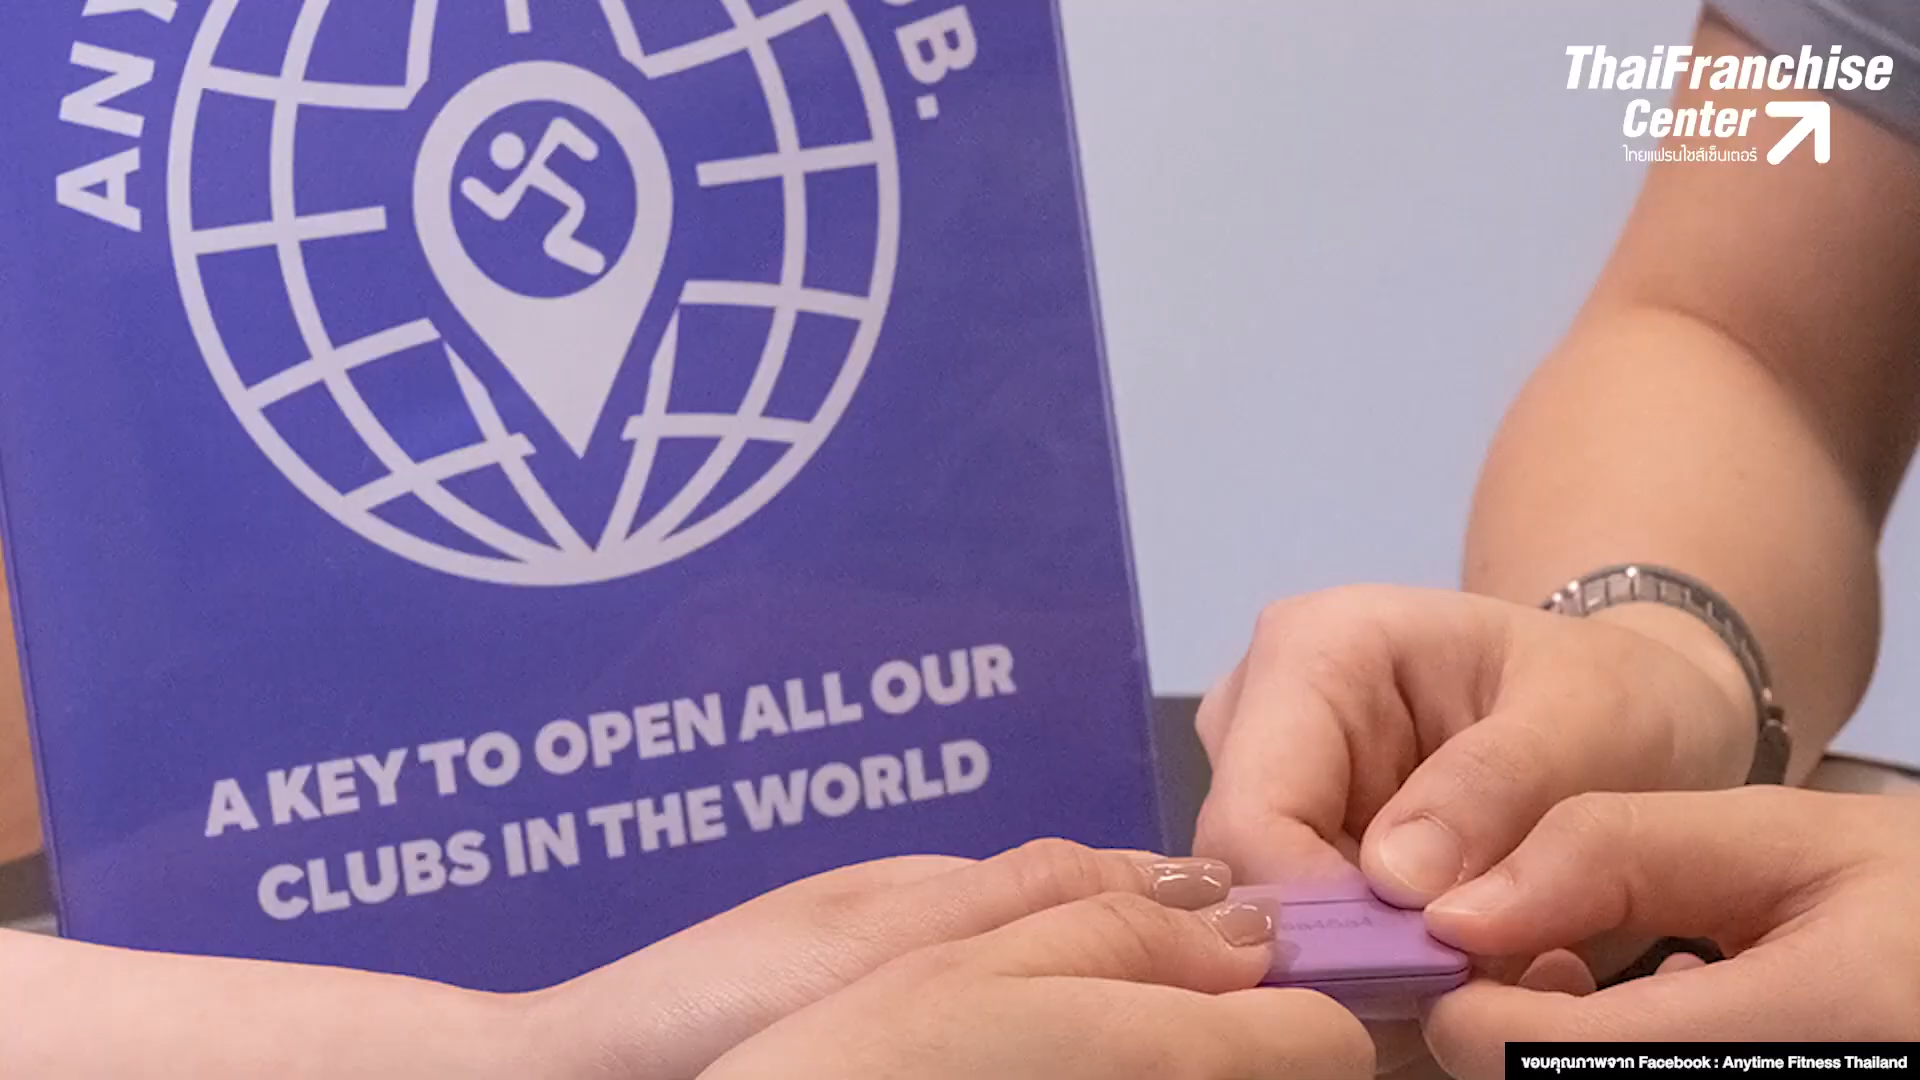 ANY
UB.
A KEY TO OPEN ALL OUR
CLUBS IN THE WORLD
ThaiFranchise
Center
ไทยแฟรนไชส์เซ็นเตอร์
ขอบคุณภาพจาก Facebook : Anytime Fitness Thailand